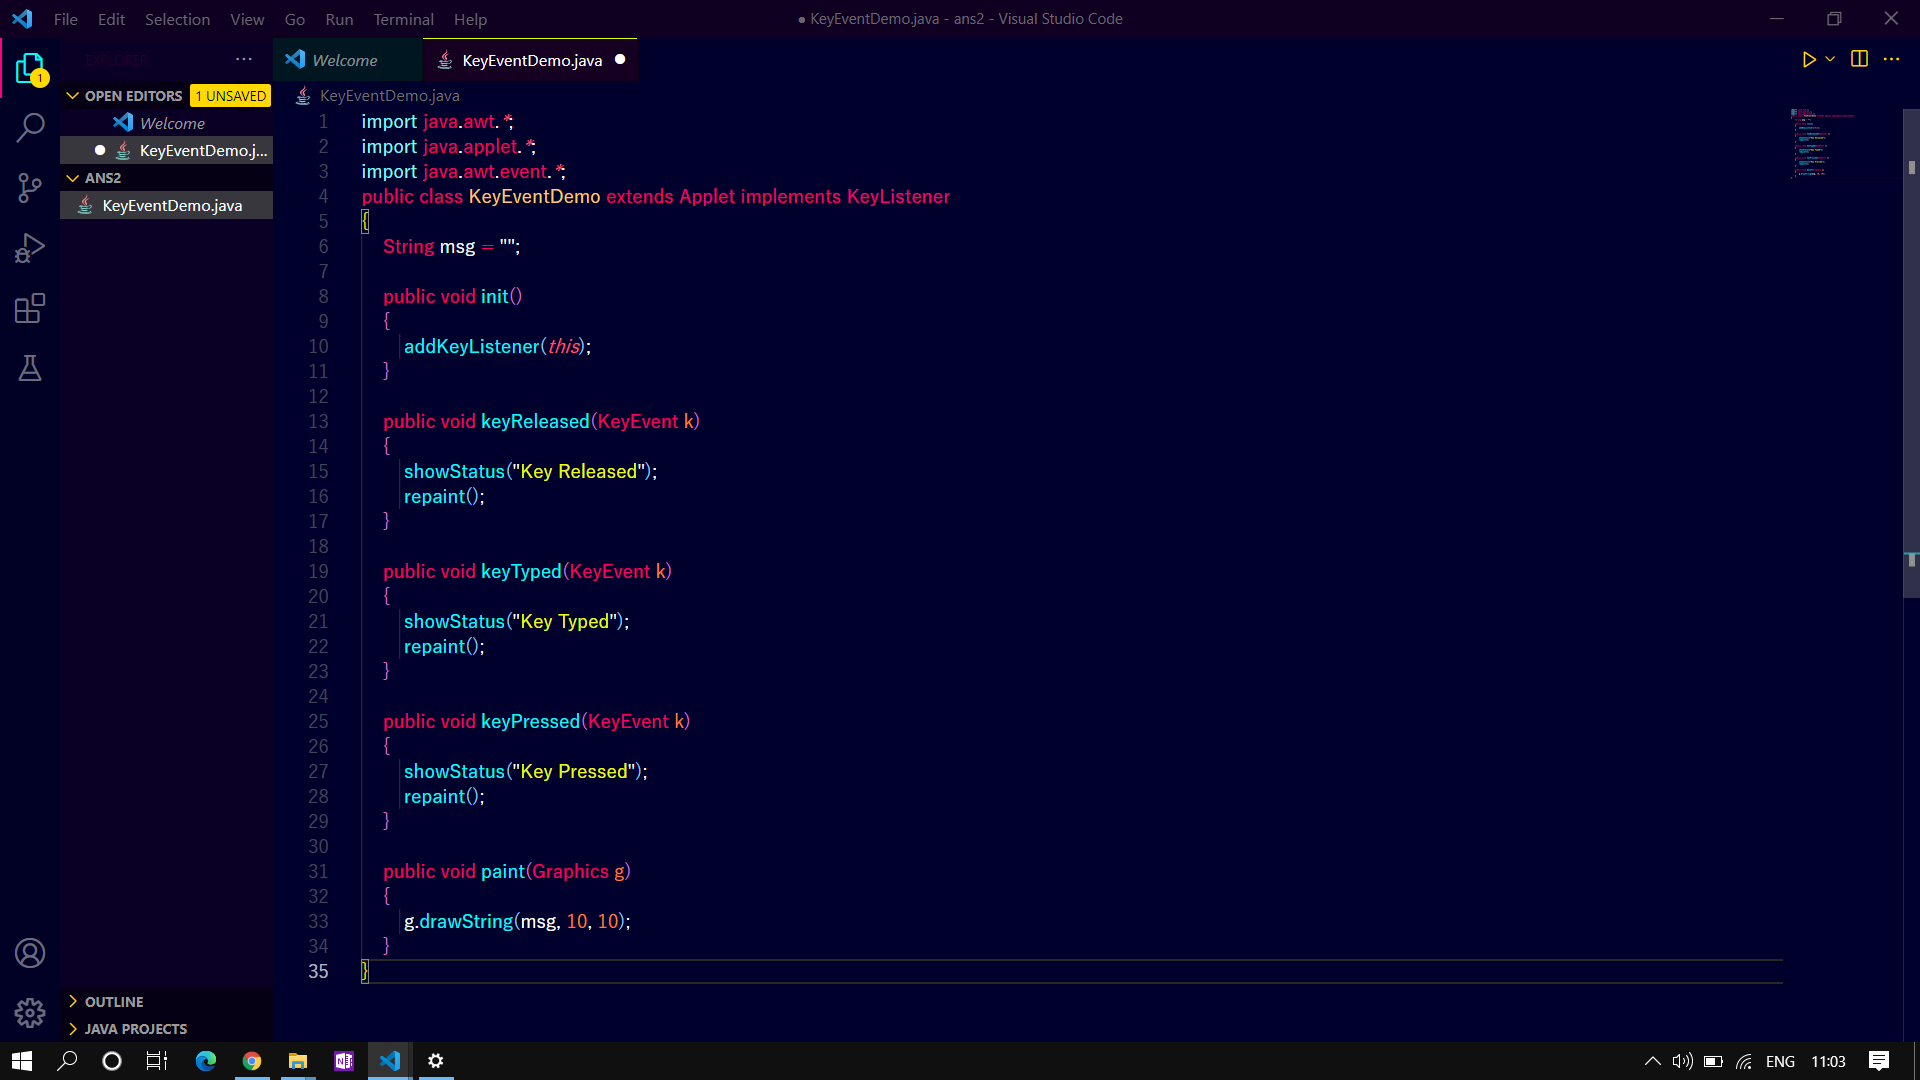 File Edit Selection View Go Run Terminal Help
● KeyEventDemo.java - ans2 - Visual Studio Code
EXPLORER
Welcome
KeyEventDemo.java
1
OPEN EDITORS 1 UNSAVED
Welcome
KeyEventDemo.j...
ANS2
KeyEventDemo.java
KeyEventDemo.java
1 import java.awt.*;
2 import java.applet.*;
3 import java.awt.event.*;
4 public class KeyEventDemo extends Applet implements KeyListener
5 {
6 String msg = "";
7
8 public void init()
9 {
10 addKeyListener(this);
11 }
12
13 public void keyReleased(KeyEvent k)
14 {
15 showStatus("Key Released");
16 repaint();
17 }
18
19 public void keyTyped(KeyEvent k)
20 {
21 showStatus("Key Typed");
22 repaint();
23 }
24
25 public void keyPressed(KeyEvent k)
26 {
27 showStatus("Key Pressed");
28 repaint();
29 }
30
31 public void paint(Graphics g)
32 {
33 g.drawString(msg, 10, 10);
34 }
35 }
OUTLINE
JAVA PROJECTS
ENG 11:03